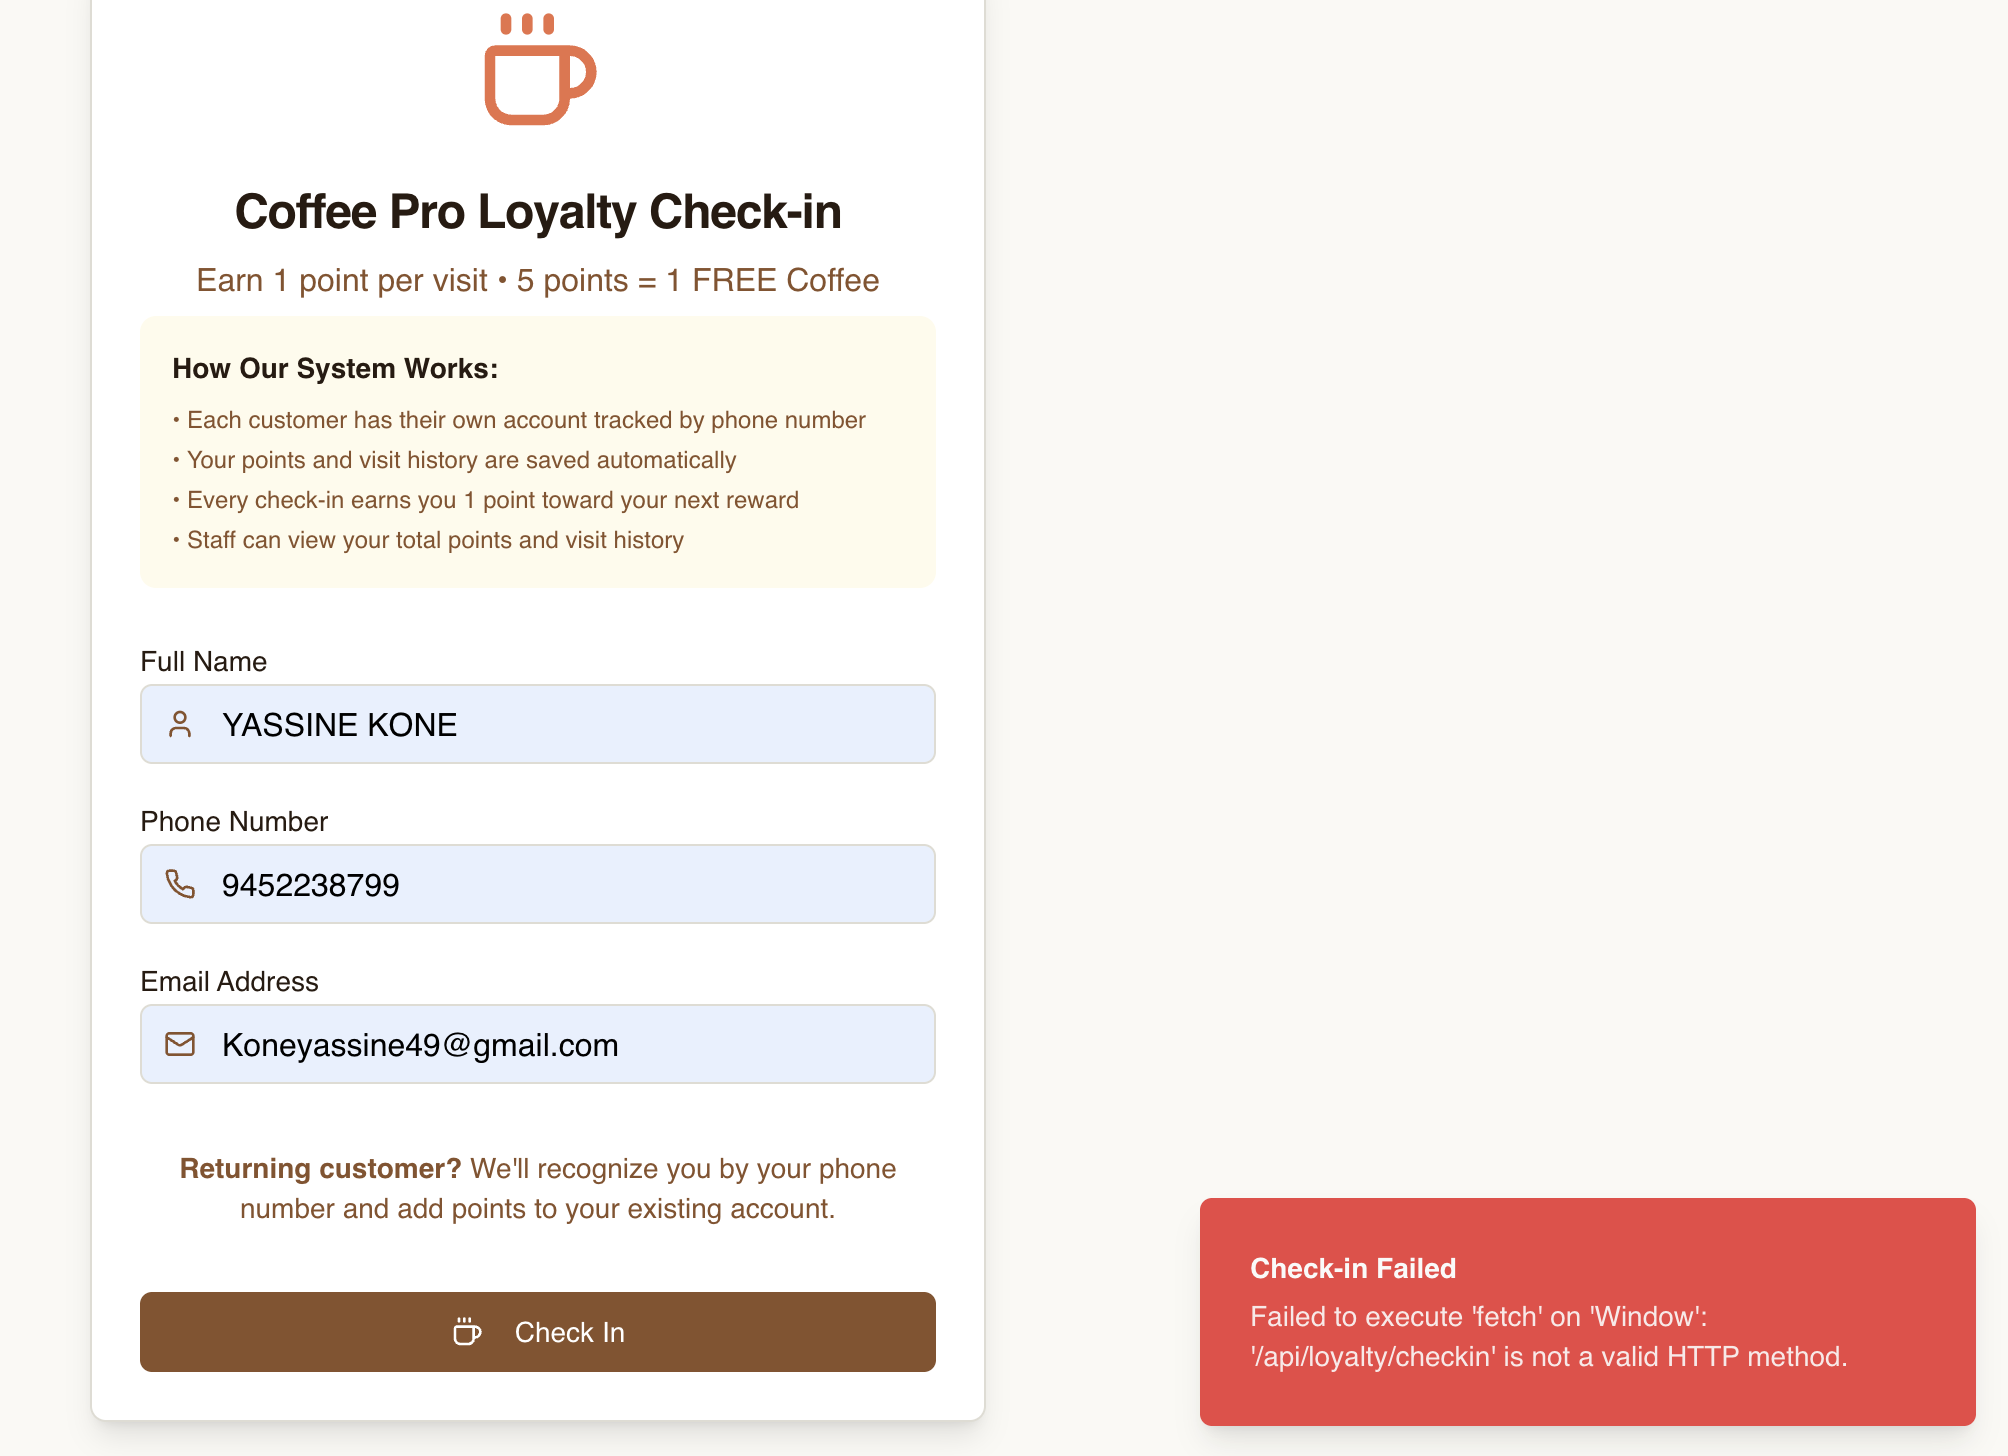 Coffee Pro Loyalty Check-in
Earn 1 point per visit • 5 points = 1 FREE Coffee
How Our System Works:
• Each customer has their own account tracked by phone number
• Your points and visit history are saved automatically
• Every check-in earns you 1 point toward your next reward
• Staff can view your total points and visit history
Full Name
YASSINE KONE
Phone Number
9452238799
Email Address
Koneyassine49@gmail.com
Returning customer? We'll recognize you by your phone
number and add points to your existing account.
Check In
Check-in Failed
Failed to execute 'fetch' on 'Window':
'/api/loyalty/checkin' is not a valid HTTP method.